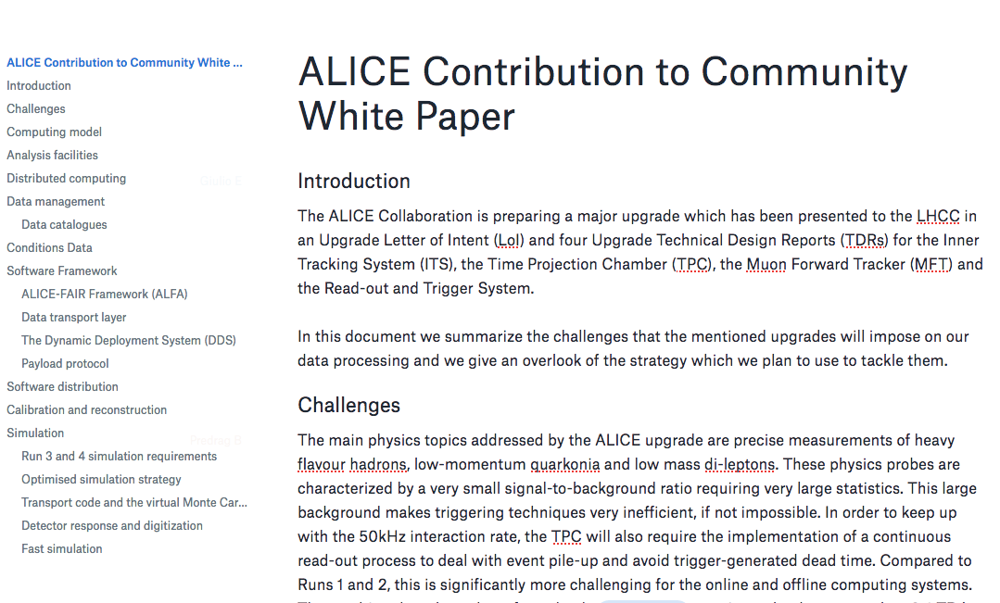 ALICE Contribution to Community White ...
Introduction
Challenges
Computing model
Analysis facilities
Distributed computing
Data management
Data catalogues
Conditions Data
Software Framework
ALICE-FAIR Framework (ALFA)
Data transport layer
The Dynamic Deployment System (DDS)
Payload protocol
Software distribution
Calibration and reconstruction
Simulation
Run 3 and 4 simulation requirements
Optimised simulation strategy
Transport code and the virtual Monte Car...
Detector response and digitization
Fast simulation
ALICE Contribution to Community
White Paper
Introduction
The ALICE Collaboration is preparing a major upgrade which has been presented to the LHCC in
an Upgrade Letter of Intent (LoI) and four Upgrade Technical Design Reports (TDRs) for the Inner
Tracking System (ITS), the Time Projection Chamber (TPC), the Muon Forward Tracker (MFT) and
the Read-out and Trigger System.
In this document we summarize the challenges that the mentioned upgrades will impose on our
data processing and we give an overlook of the strategy which we plan to use to tackle them.
Challenges
The main physics topics addressed by the ALICE upgrade are precise measurements of heavy
flavour hadrons, low-momentum quarkonia and low mass di-leptons. These physics probes are
characterized by a very small signal-to-background ratio requiring very large statistics. This large
background makes triggering techniques very inefficient, if not impossible. In order to keep up
with the 50kHz interaction rate, the TPC will also require the implementation of a continuous
read-out process to deal with event pile-up and avoid trigger-generated dead time. Compared to
Runs 1 and 2, this is significantly more challenging for the online and offline computing systems.